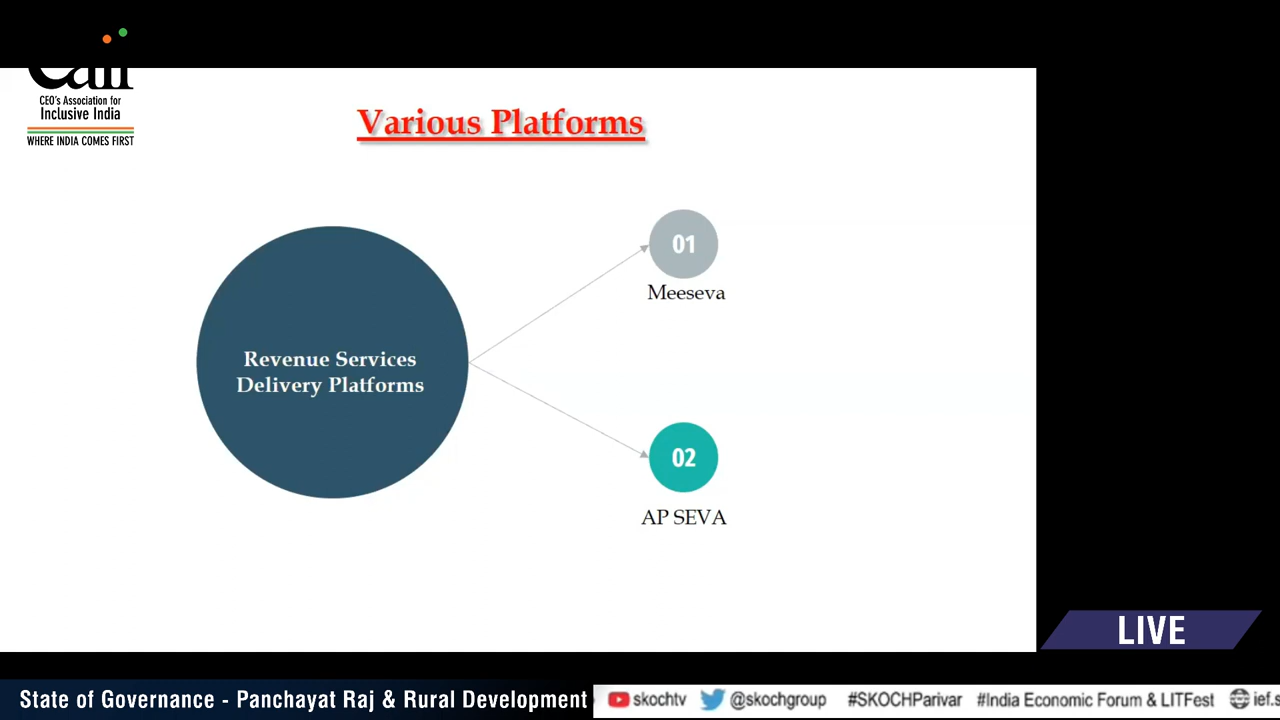 CEO's Association for
Inclusive India
WHERE INDIA COMES FIRST
Various Platforms
Revenue Services
Delivery Platforms
01
Meeseva
02
AP SEVA
LIVE
State of Governance - Panchayat Raj & Rural Development
skochtv @skochgroup #SKOCHParivar #India Economic Forum & LITFest ief.s